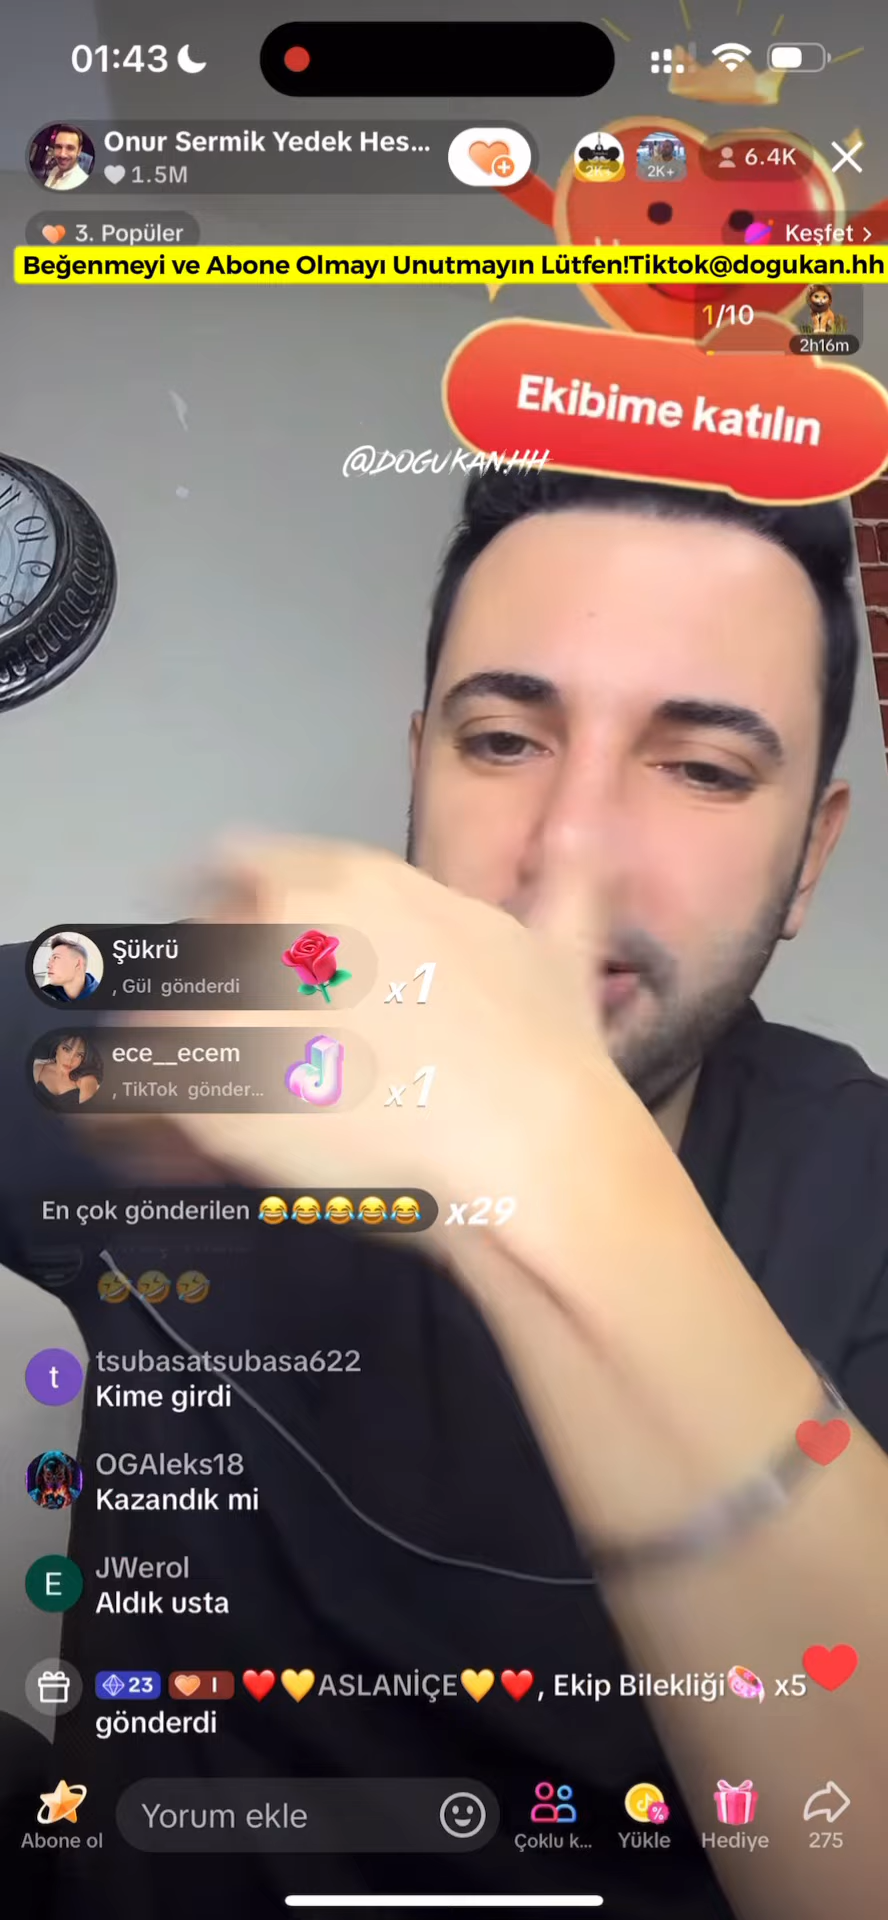 01:43
Onur Sermik Yedek Hes...
1.5M
2K+
2K+
6.4K
3. Popüler
Keşfet >
Beğenmeyi ve Abone Olmayı Unutmayın Lütfen!Tiktok@dogukan.hh
1/10
2h16m
Ekibime katılın
@DOGUKAN.HH
Şükrü
, Gül gönderdi
x1
ece__ecem
, TikTok gönder...
x1
En çok gönderilen 😂😂😂😂😂 x29
🤣🤣🤣
t
tsubasatsubasa622
Kime girdi
OGAleks18
Kazandık mi
E
JWerol
Aldık usta
23 I ❤️💛ASLANİÇE💛❤️, Ekip Bilekliği x5
gönderdi
Abone ol
Yorum ekle
Çoklu k...
Yükle
Hediye
275